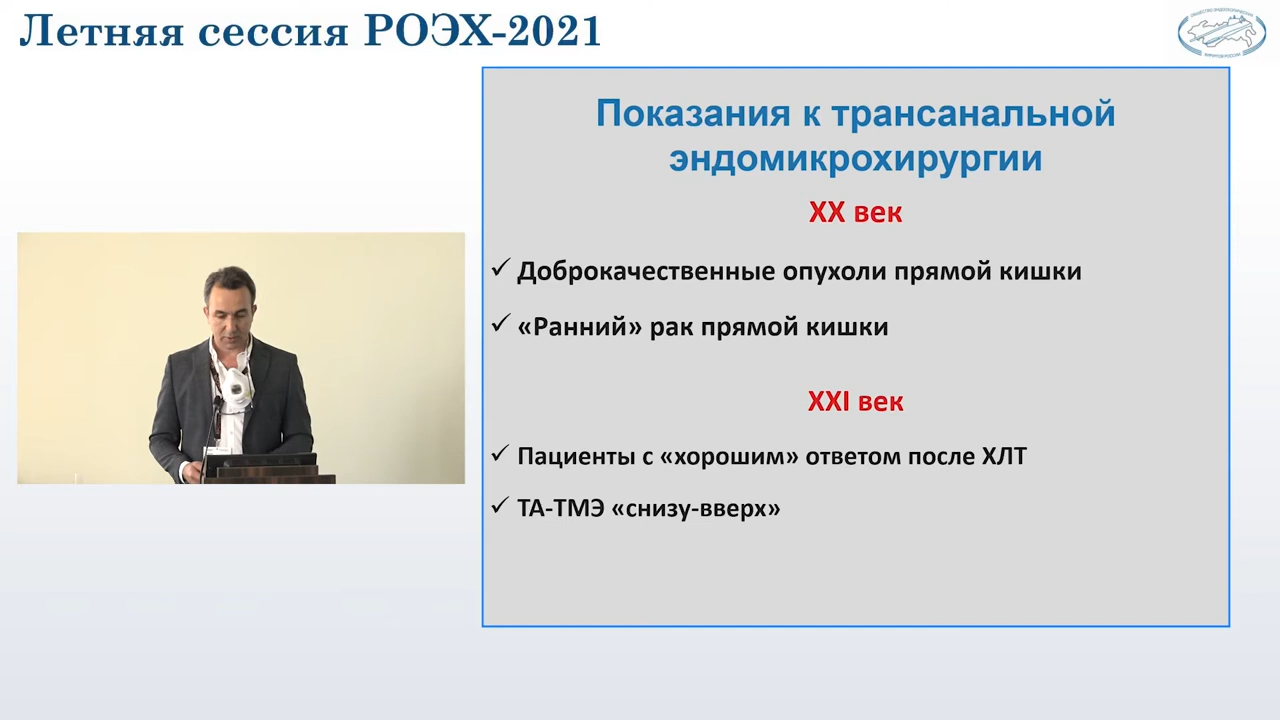 Летняя сессия РОЭХ-2021
Показания к трансанальной
эндомикрохирургии
XX век
✓ Доброкачественные опухоли прямой кишки
✓ «Ранний» рак прямой кишки
XXI век
✓ Пациенты с «хорошим» ответом после ХЛТ
✓ ТА-ТМЭ «снизу-вверх»